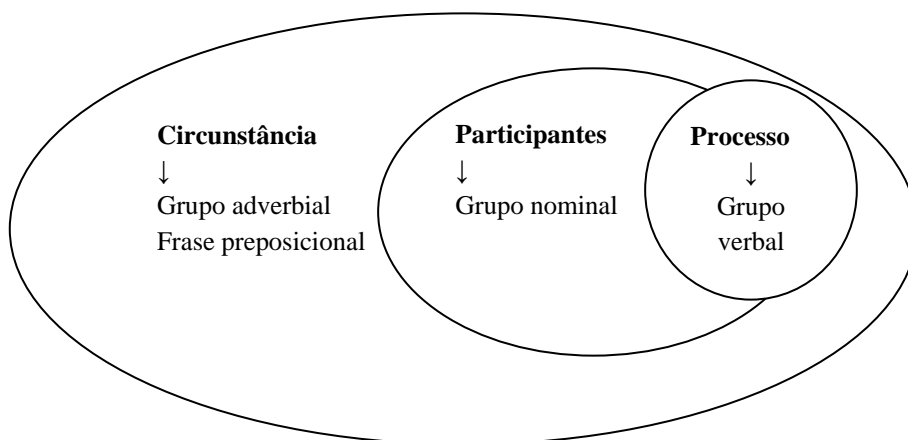 Circunstância
↓
Grupo adverbial
Frase preposicional
Participantes
↓
Grupo nominal
Processo
↓
Grupo
verbal